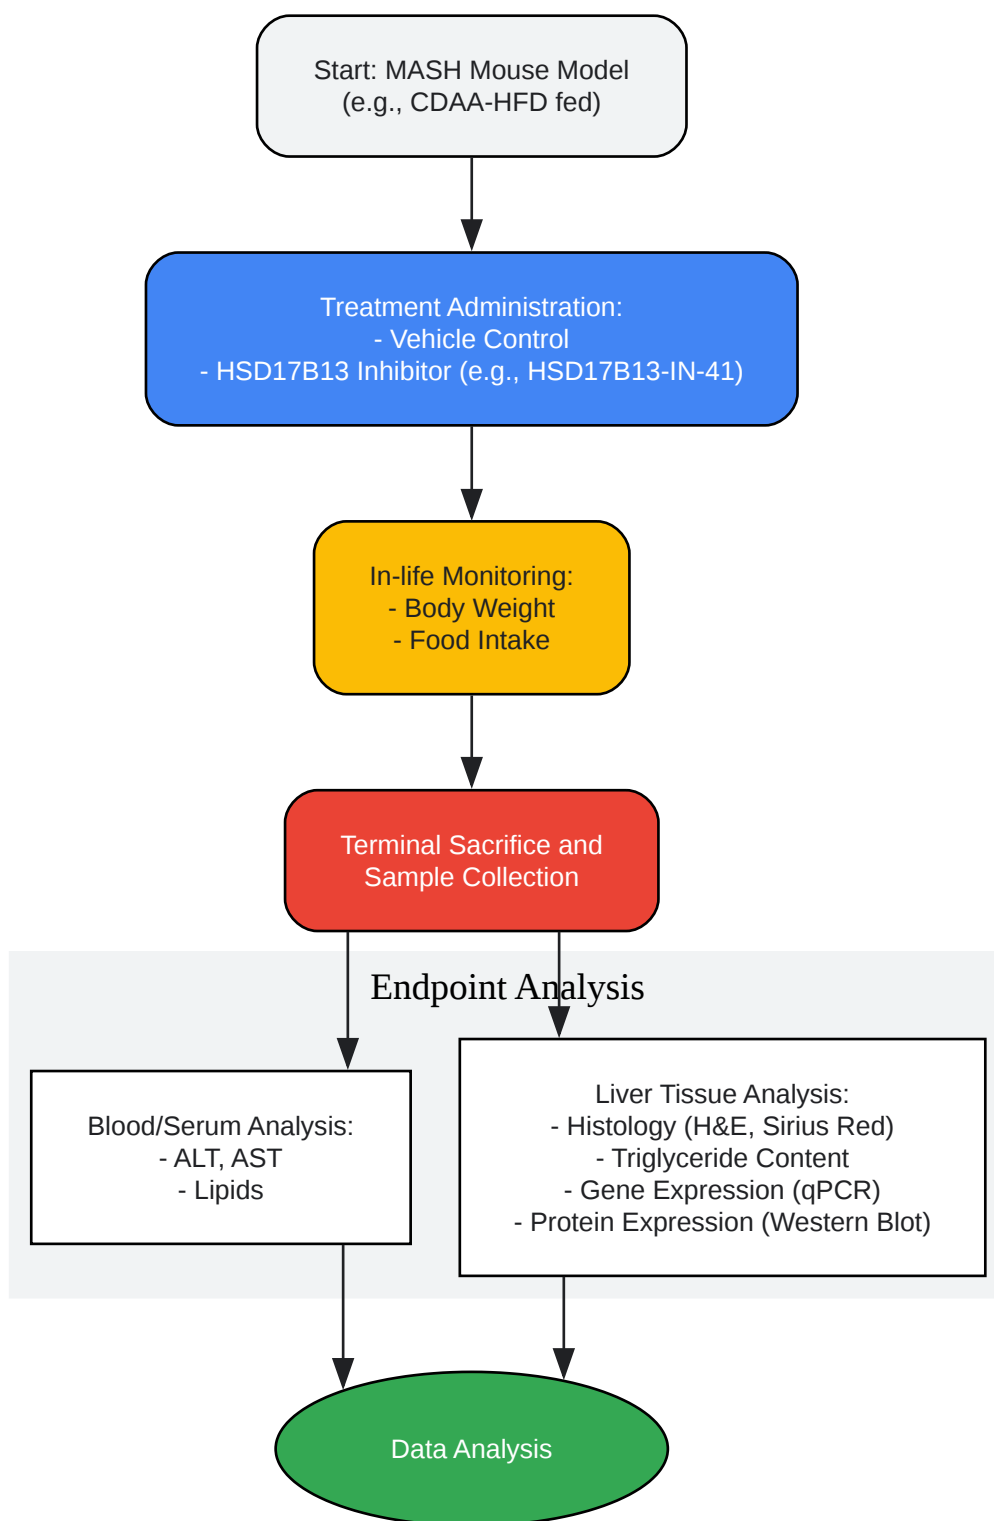 Start: MASH Mouse Model
(e.g., CDAA-HFD fed)
Treatment Administration:
- Vehicle Control
- HSD17B13 Inhibitor (e.g., HSD17B13-IN-41)
In-life Monitoring:
- Body Weight
- Food Intake
Terminal Sacrifice and
Sample Collection
Endpoint Analysis
Blood/Serum Analysis:
- ALT, AST
- Lipids
Liver Tissue Analysis:
- Histology (H&E, Sirius Red)
- Triglyceride Content
- Gene Expression (qPCR)
- Protein Expression (Western Blot)
Data Analysis